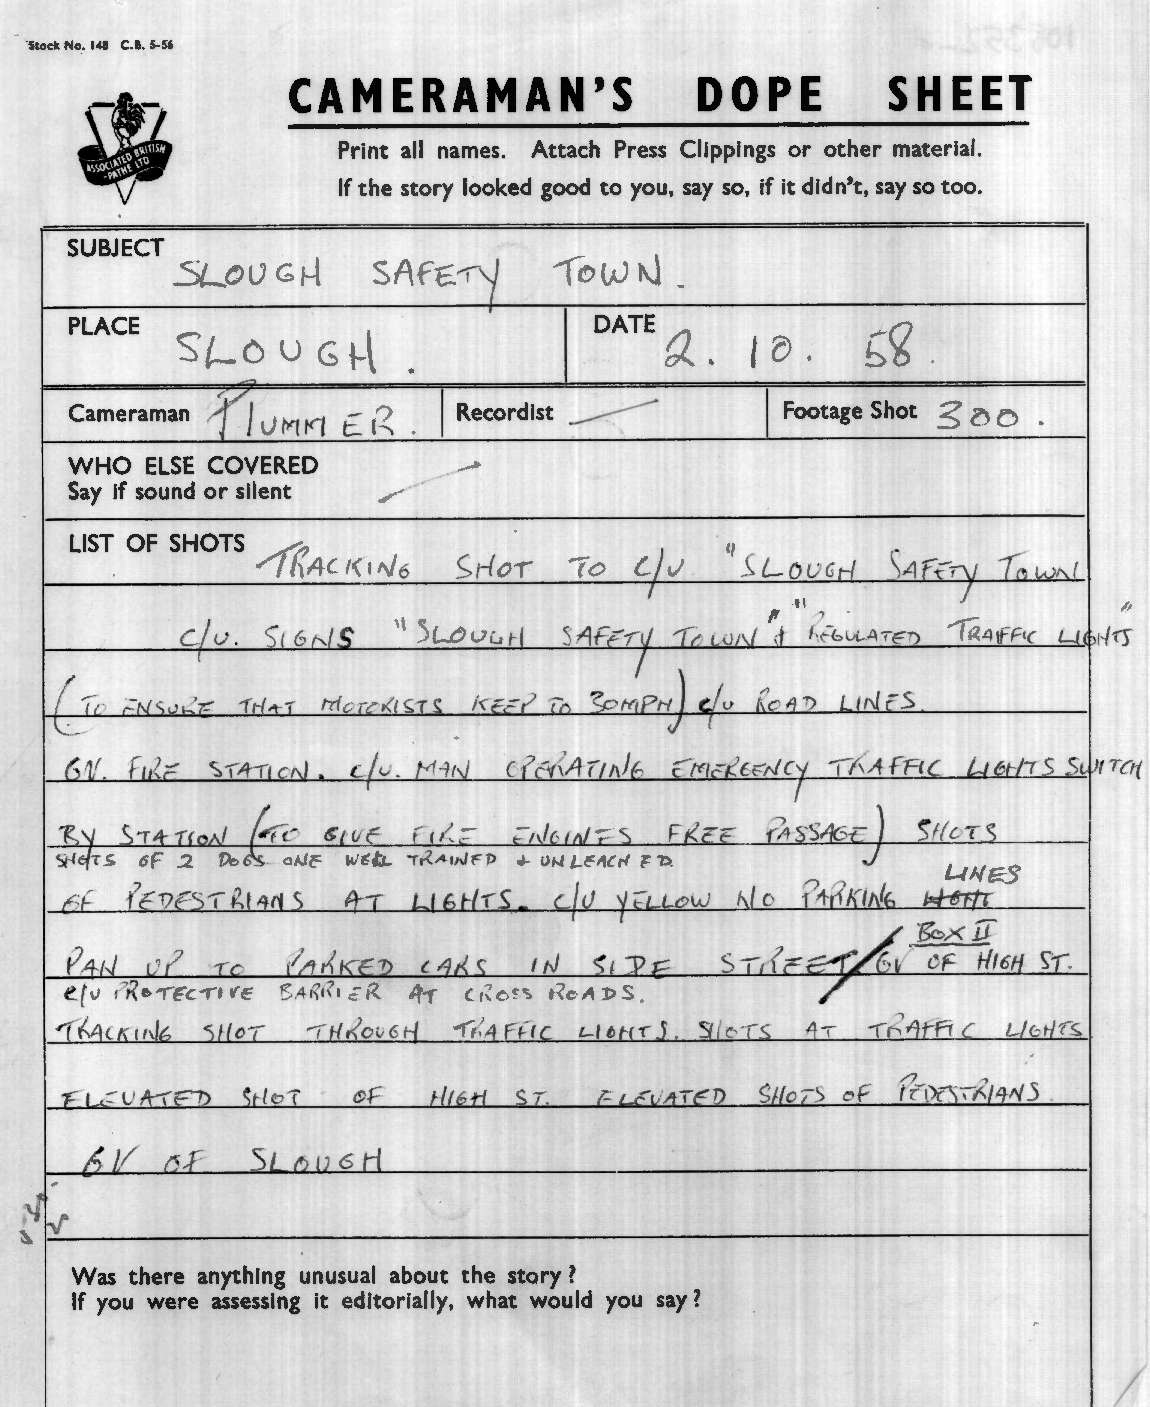 Stock No. 148 C.B. 5-56
CAMERAMAN'S DOPE SHEET
ASSOCIATED BRITISH
-PATHE LTD
Print all names. Attach Press Clippings or other material.
If the story looked good to you, say so, if it didn't, say so too.
SUBJECT
SLOUGH SAFETY TOWN.
PLACE SLOUGH. DATE 2. 10. 58.
Cameraman PLUMMER. Recordist Footage Shot 300.
WHO ELSE COVERED
Say if sound or silent
LIST OF SHOTS TRACKING SHOT TO C/U "SLOUGH SAFETY TOWN
C/U. SIGNS "SLOUGH SAFETY TOWN" & "REGULATED TRAFFIC LIGHTS"
(TO ENSURE THAT MOTORISTS KEEP TO 30MPH) C/U ROAD LINES.
GV. FIRE STATION. C/U. MAN OPERATING EMERGENCY TRAFFIC LIGHTS SWITCH
BY STATION (TO GIVE FIRE ENGINES FREE PASSAGE) SHOTS
SHOTS OF 2 DOGS ONE WELL TRAINED & UNLEACHED
LINES
OF PEDESTRIANS AT LIGHTS. C/U YELLOW NO PARKING LIGHT
BOX II
PAN UP TO PARKED CARS IN SIDE STREET/GV OF HIGH ST.
C/U PROTECTIVE BARRIER AT CROSS ROADS.
TRACKING SHOT THROUGH TRAFFIC LIGHTS. SHOTS AT TRAFFIC LIGHTS
ELEVATED SHOT OF HIGH ST. ELEVATED SHOTS OF PEDESTRIANS
GV OF SLOUGH
Was there anything unusual about the story?
If you were assessing it editorially, what would you say?